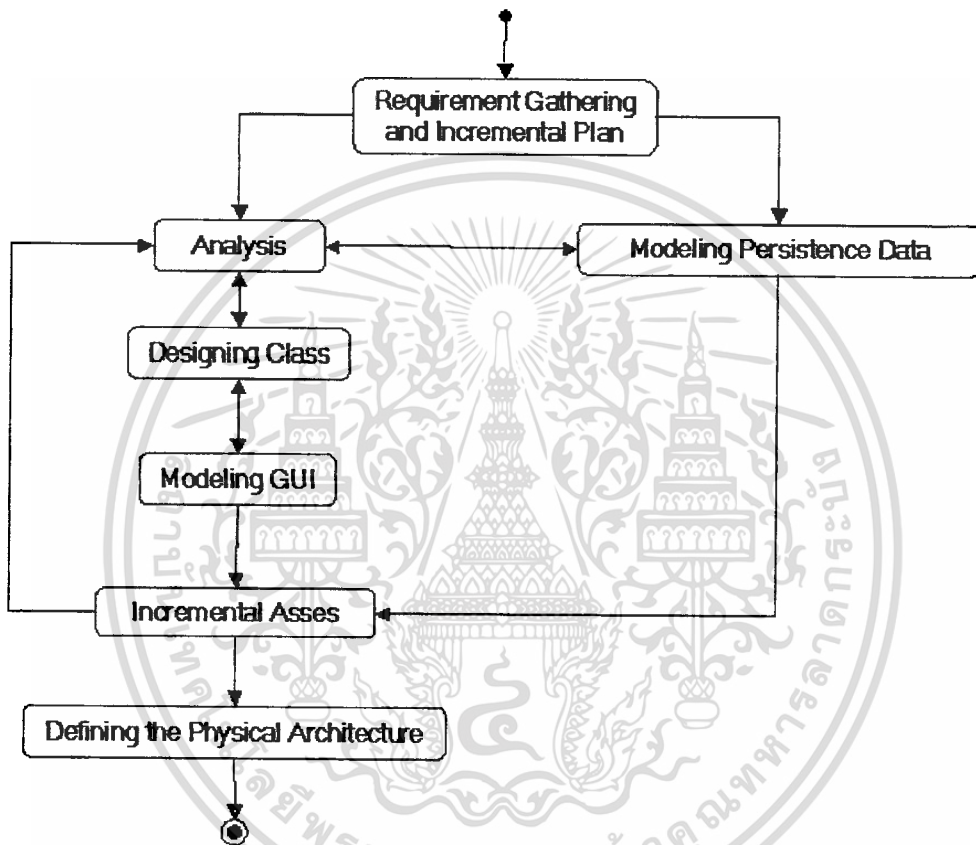 Requirement Gathering
and Incremental Plan
Analysis
Modeling Persistence Data
Designing Class
Modeling GUI
Incremental Asses
Defining the Physical Architecture